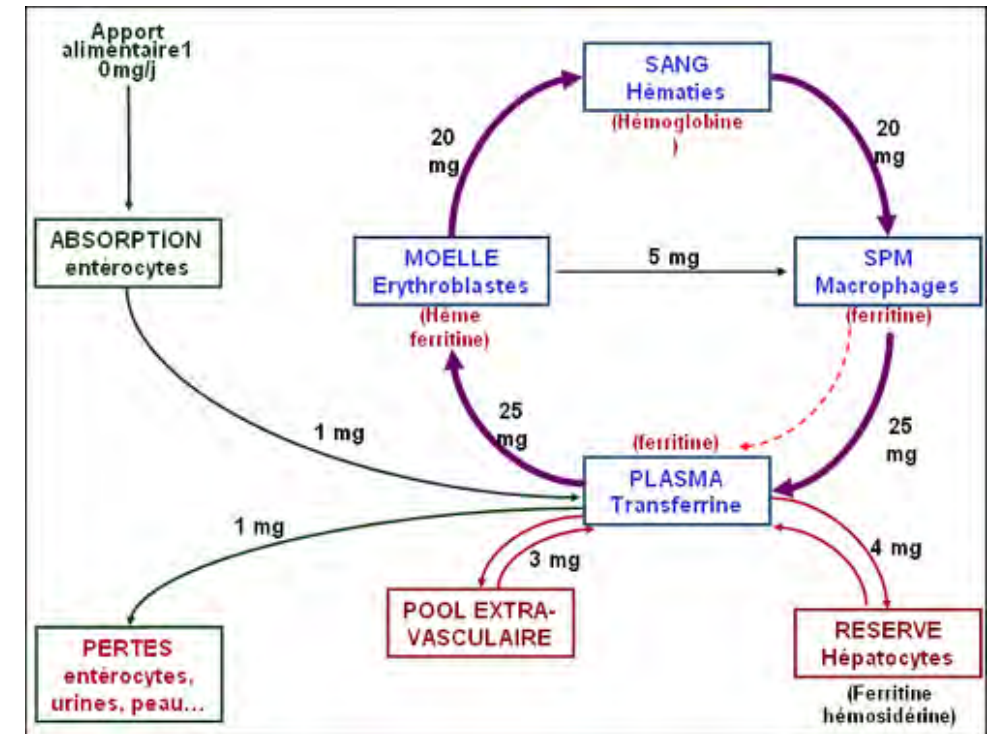 Apport
alimentaire1
0mg/j
SANG
Hématies
(Hémoglobine
)
20
mg
20
mg
ABSORPTION
entérocytes
MOELLE
Erythroblastes
(Hème
ferritine)
5 mg
SPM
Macrophages
(ferritine)
1 mg
25
mg
(ferritine)
25
mg
PLASMA
Transferrine
1 mg
3 mg
4 mg
POOL EXTRA-
VASCULAIRE
PERTES
entérocytes,
urines, peau...
RESERVE
Hépatocytes
(Ferritine
hémosidérine)